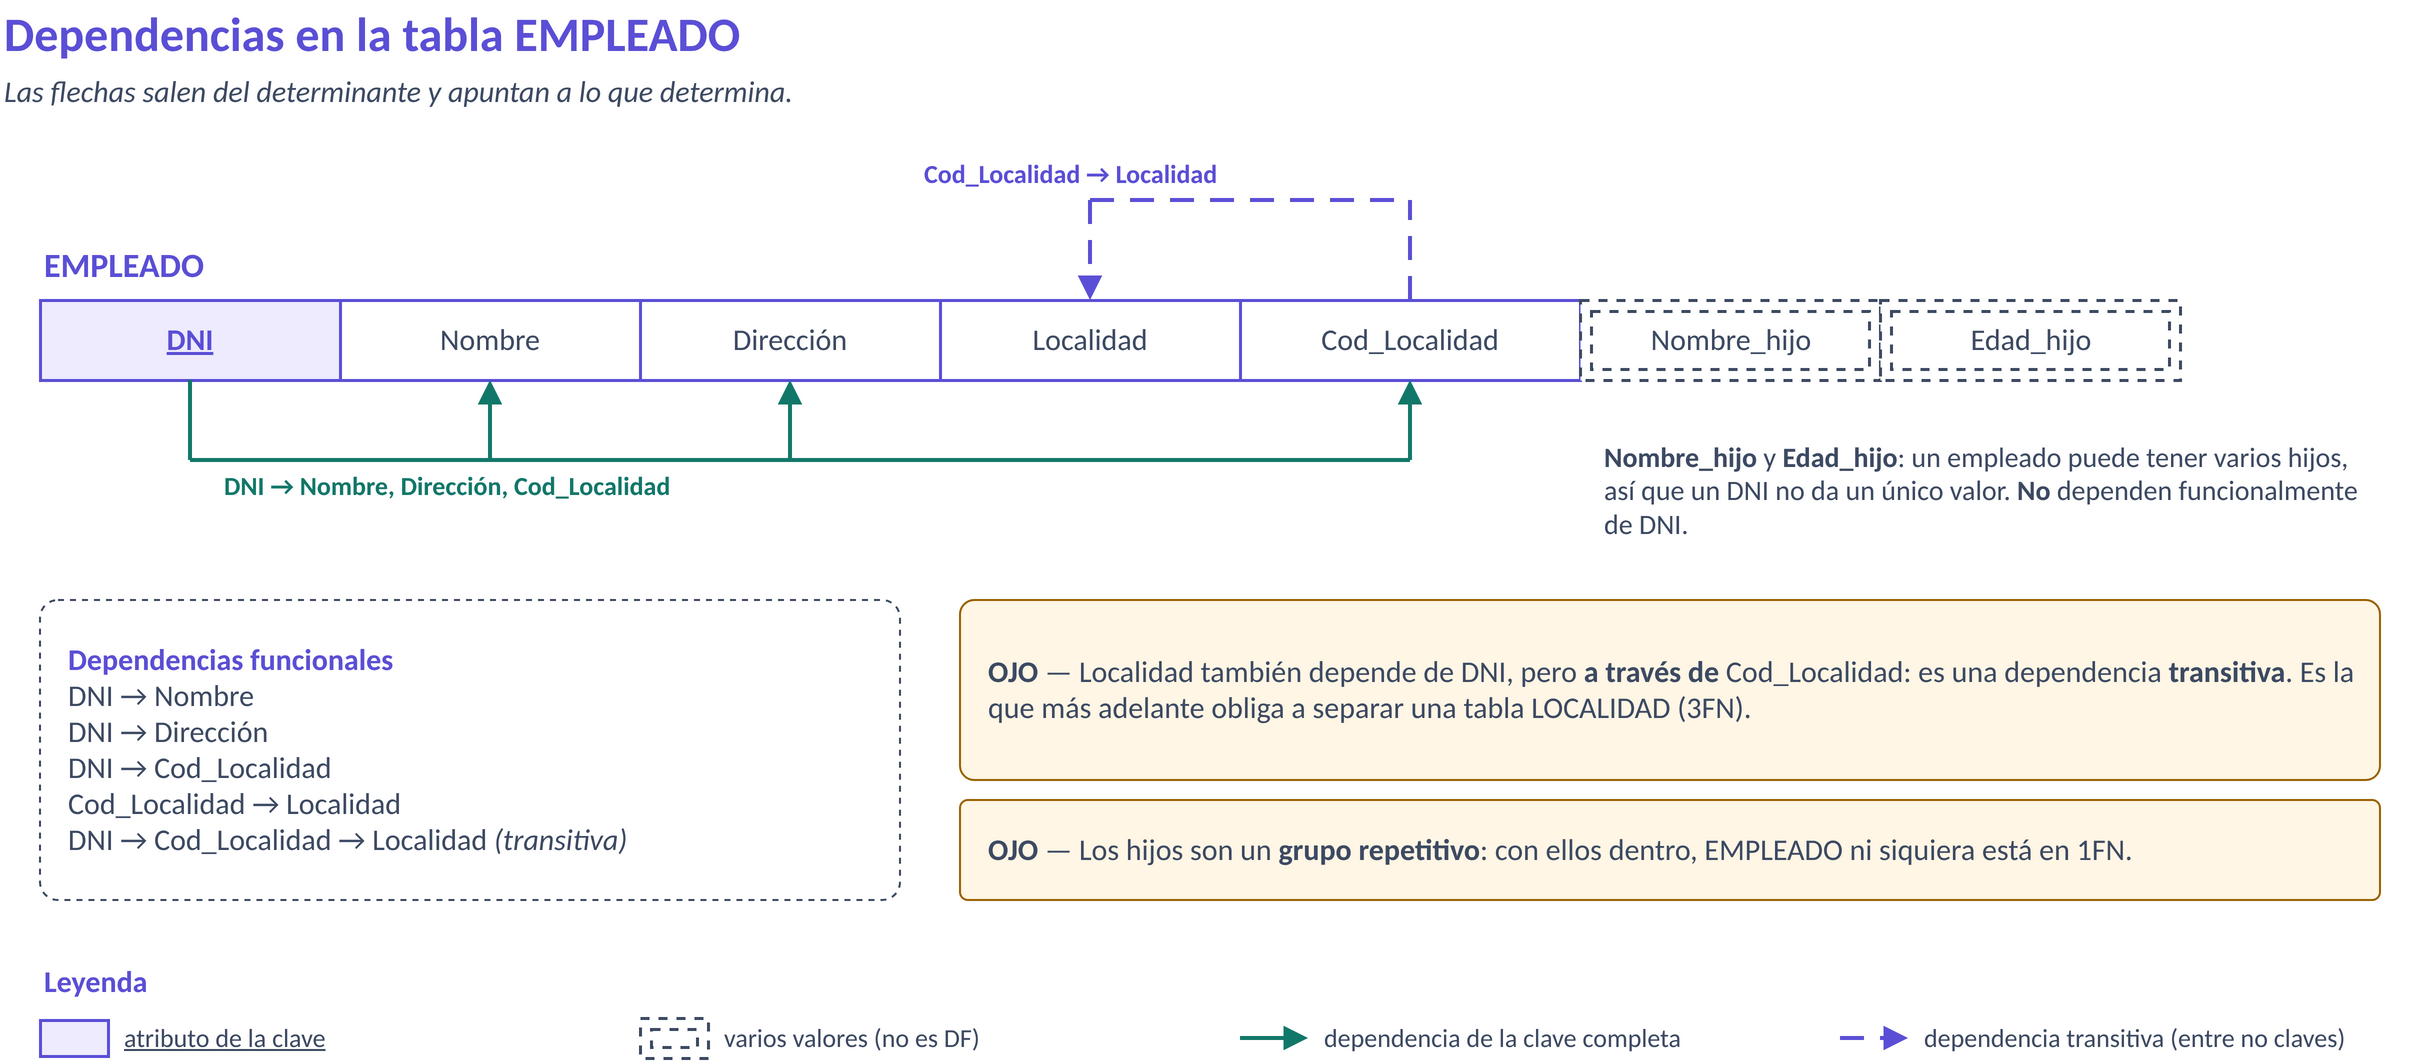 Dependencias en la tabla EMPLEADO
Las flechas salen del determinante y apuntan a lo que determina.
Cod_Localidad → Localidad
EMPLEADO
DNI
Nombre
Dirección
Localidad
Cod_Localidad
Nombre_hijo
Edad_hijo
DNI → Nombre, Dirección, Cod_Localidad
Nombre_hijo y Edad_hijo: un empleado puede tener varios hijos,
así que un DNI no da un único valor. No dependen funcionalmente
de DNI.
Dependencias funcionales
DNI → Nombre
DNI → Dirección
DNI → Cod_Localidad
Cod_Localidad → Localidad
DNI → Cod_Localidad → Localidad (transitiva)
OJO — Localidad también depende de DNI, pero a través de Cod_Localidad: es una dependencia transitiva. Es la
que más adelante obliga a separar una tabla LOCALIDAD (3FN).
OJO — Los hijos son un grupo repetitivo: con ellos dentro, EMPLEADO ni siquiera está en 1FN.
Leyenda
atributo de la clave
varios valores (no es DF)
dependencia de la clave completa
dependencia transitiva (entre no claves)